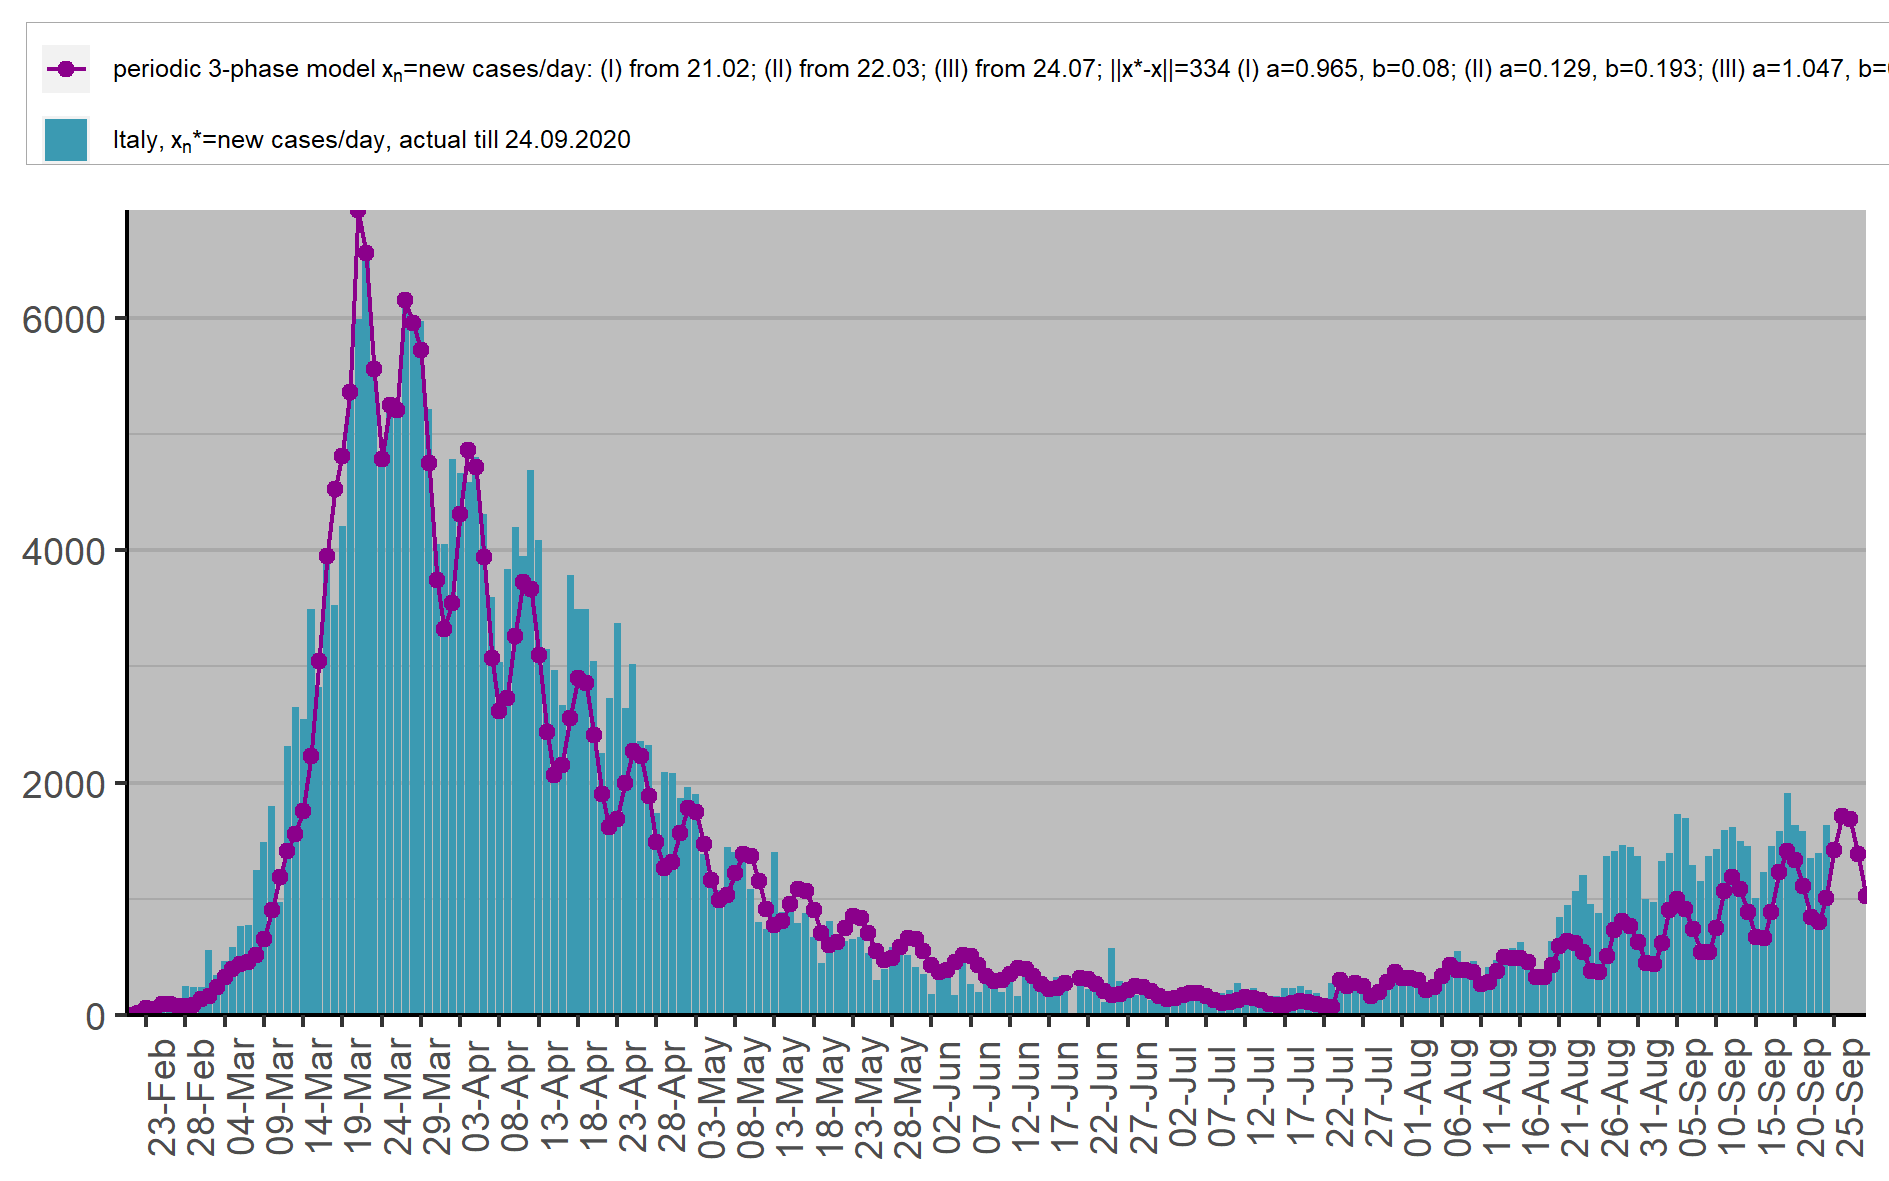 periodic 3-phase model xn=new cases/day: (I) from 21.02; (II) from 22.03; (III) from 24.07; ||x*-x||=334 (I) a=0.965, b=0.08; (II) a=0.129, b=0.193; (III) a=1.047, b=
Italy, xn*=new cases/day, actual till 24.09.2020
6000
4000
2000
0
23-Feb
28-Feb
04-Mar
09-Mar
14-Mar
19-Mar
24-Mar
29-Mar
03-Apr
08-Apr
13-Apr
18-Apr
23-Apr
28-Apr
03-May
08-May
13-May
18-May
23-May
28-May
02-Jun
07-Jun
12-Jun
17-Jun
22-Jun
27-Jun
02-Jul
07-Jul
12-Jul
17-Jul
22-Jul
27-Jul
01-Aug
06-Aug
11-Aug
16-Aug
21-Aug
26-Aug
31-Aug
05-Sep
10-Sep
15-Sep
20-Sep
25-Sep